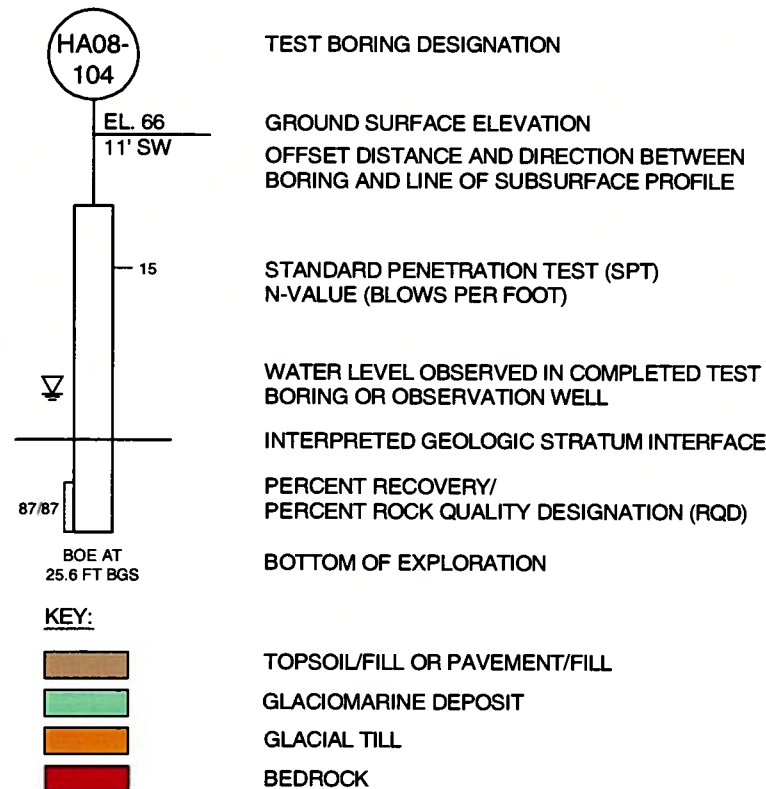 HA08-
104
TEST BORING DESIGNATION
EL. 66
GROUND SURFACE ELEVATION
11' SW
OFFSET DISTANCE AND DIRECTION BETWEEN
BORING AND LINE OF SUBSURFACE PROFILE
15
STANDARD PENETRATION TEST (SPT)
N-VALUE (BLOWS PER FOOT)
WATER LEVEL OBSERVED IN COMPLETED TEST
BORING OR OBSERVATION WELL
INTERPRETED GEOLOGIC STRATUM INTERFACE
87/87
PERCENT RECOVERY/
PERCENT ROCK QUALITY DESIGNATION (RQD)
BOE AT
25.6 FT BGS
BOTTOM OF EXPLORATION
KEY:
TOPSOIL/FILL OR PAVEMENT/FILL
GLACIOMARINE DEPOSIT
GLACIAL TILL
BEDROCK